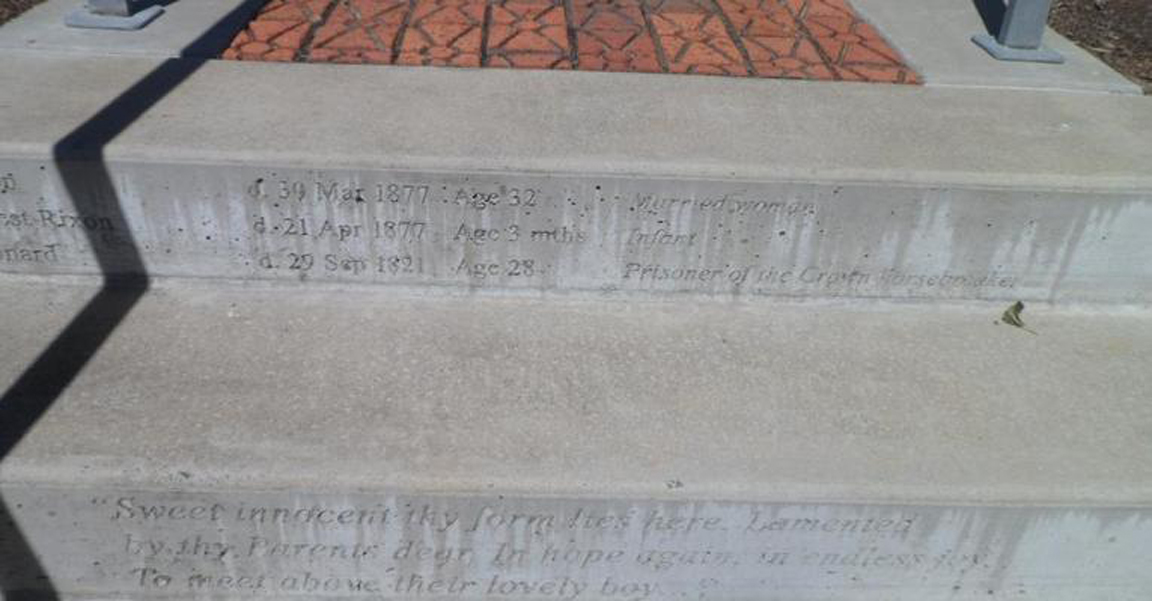 d. 30 Mar 1877 Age 32 Married woman
Rixon d. 21 Apr 1877 Age 3 mths Infant
onard d. 29 Sep 1821 Age 28 Prisoner of the Crown Horsebreaker
"Sweet innocent thy form lies here. Lamented
by thy Parents dear, In hope again, in endless joy.
To meet above their lovely boy...